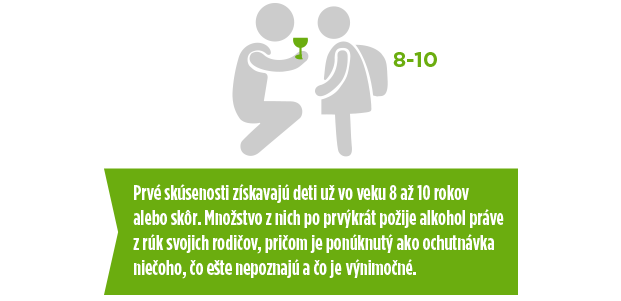 8-10
Prvé skúsenosti získavajú deti už vo veku 8 až 10 rokov
alebo skôr. Množstvo z nich po prvýkrát požije alkohol práve
z rúk svojich rodičov, pričom je ponúknutý ako ochutnávka
niečoho, čo ešte nepoznajú a čo je výnimočné.